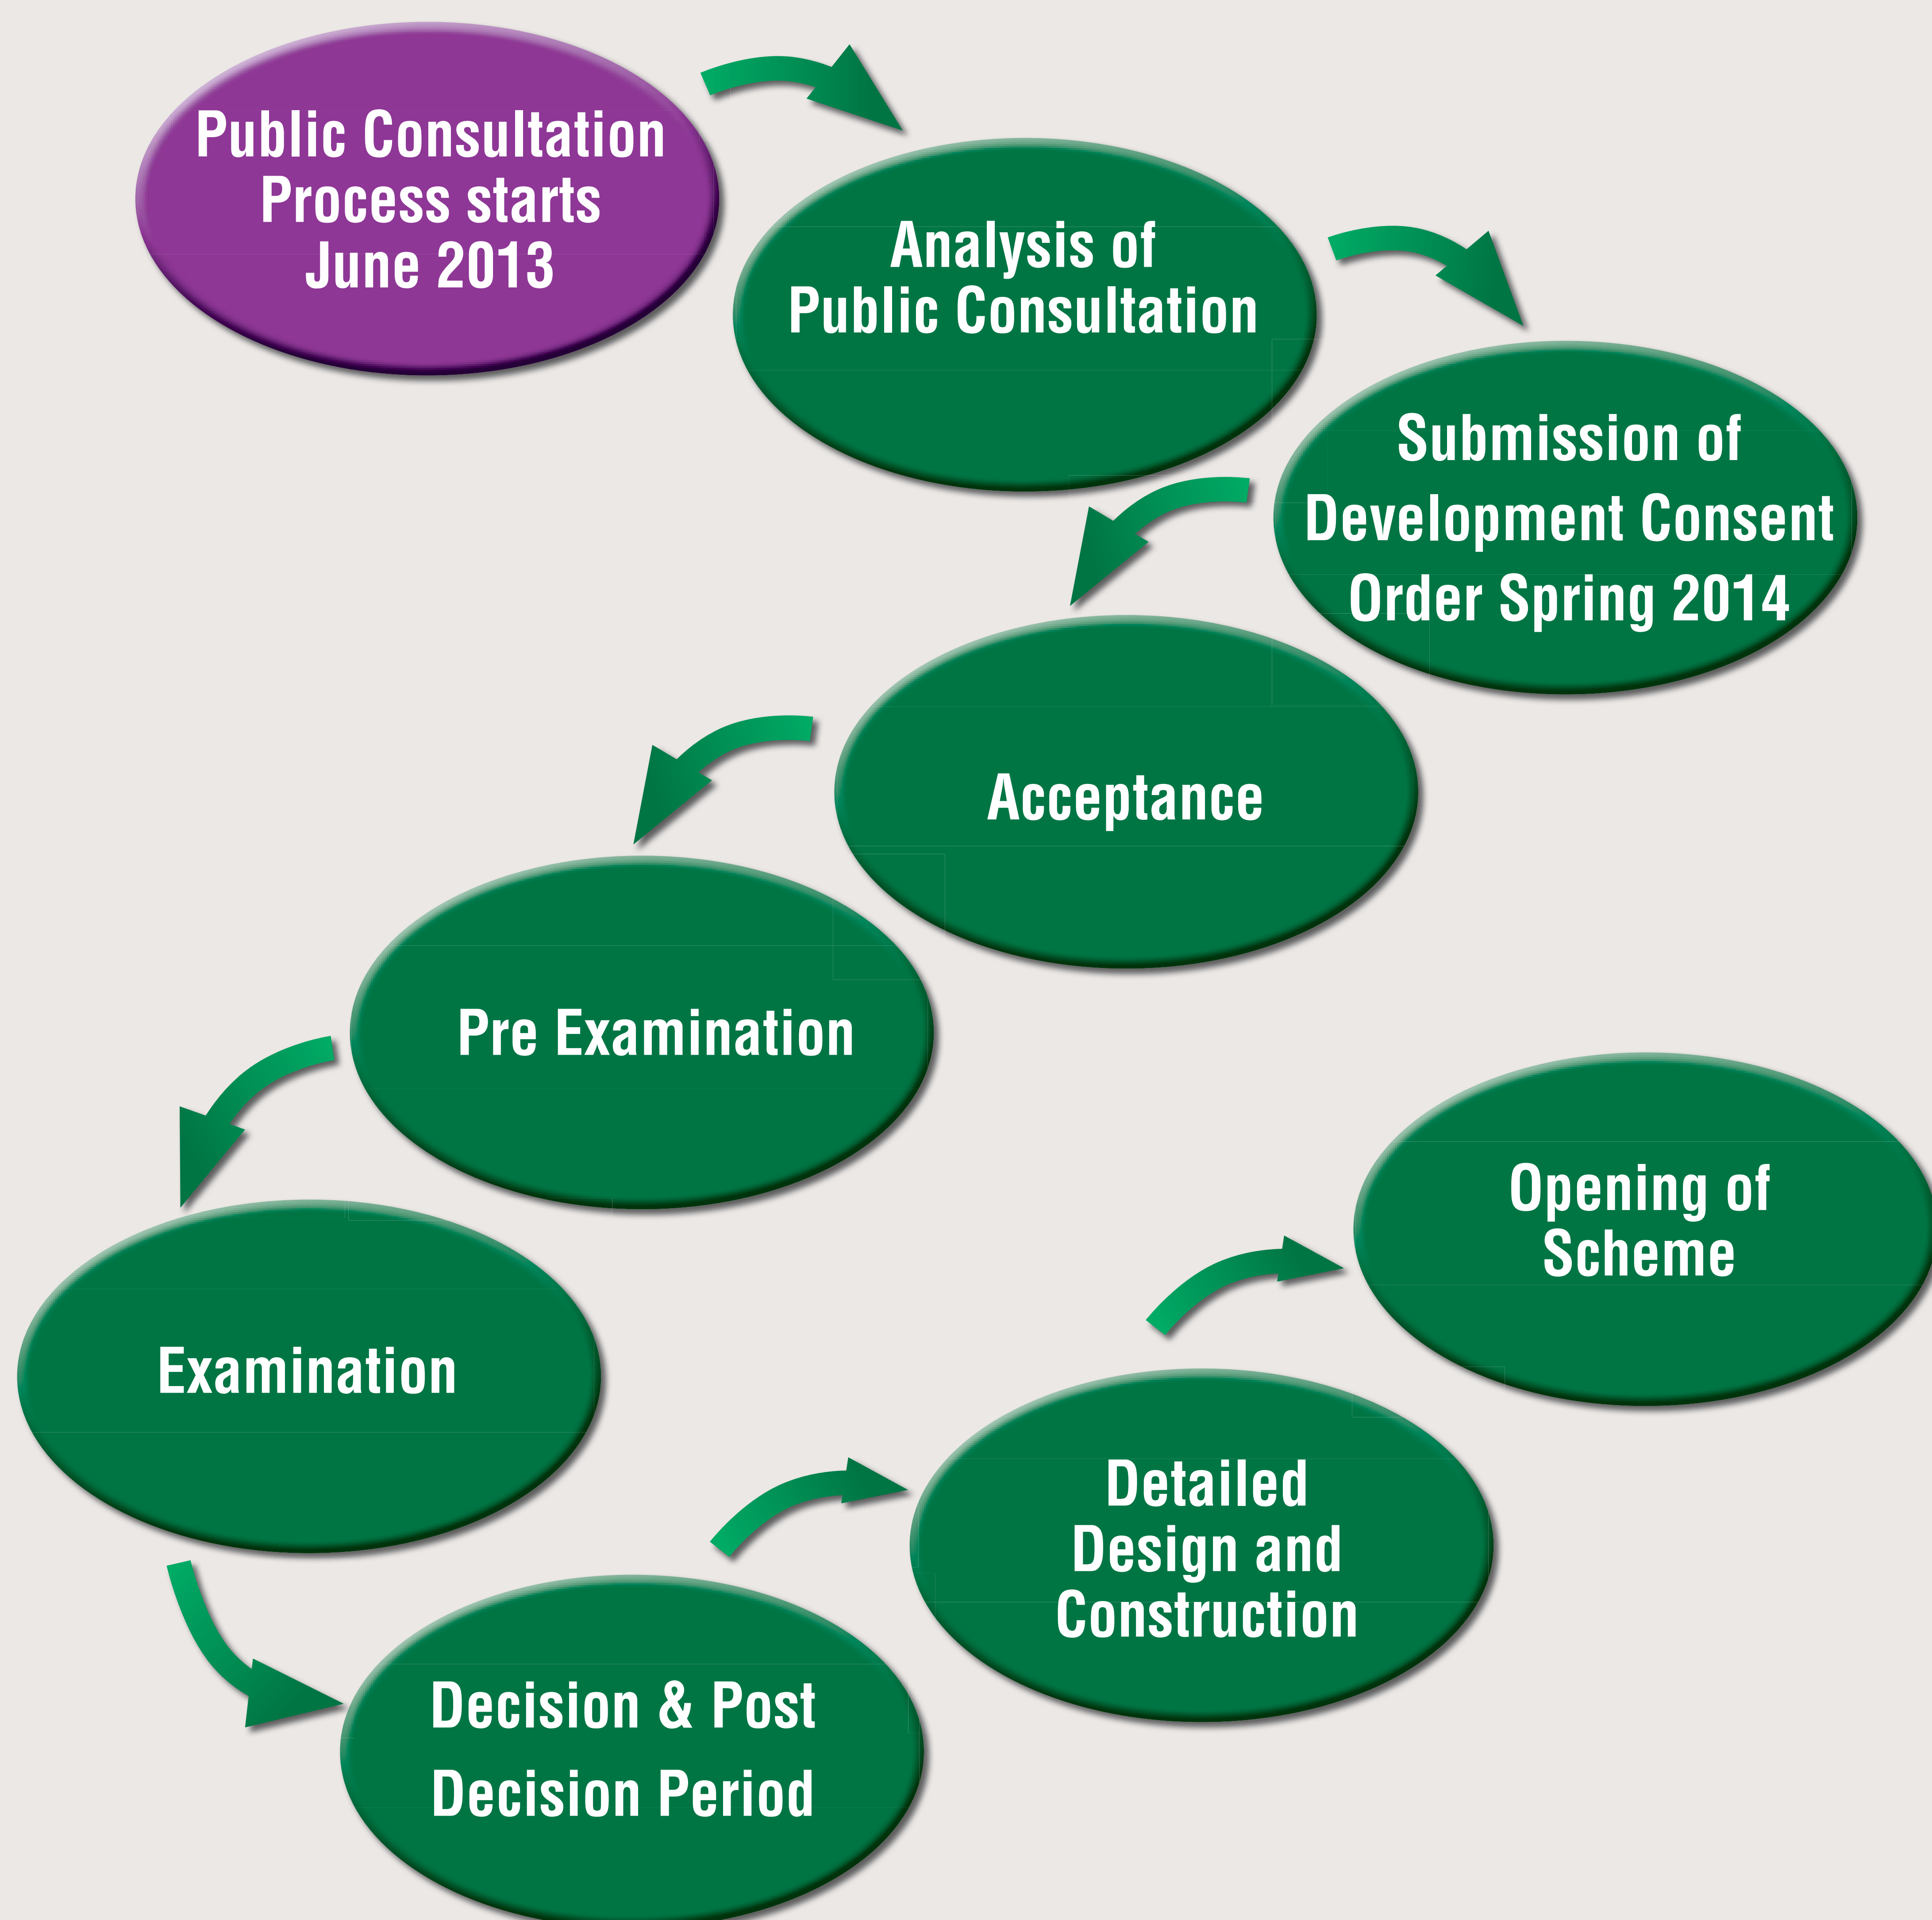 Public Consultation
Process starts
June 2013
Analysis of
Public Consultation
Submission of
Development Consent
Order Spring 2014
Acceptance
Pre Examination
Examination
Decision & Post
Decision Period
Detailed
Design and
Construction
Opening of
Scheme